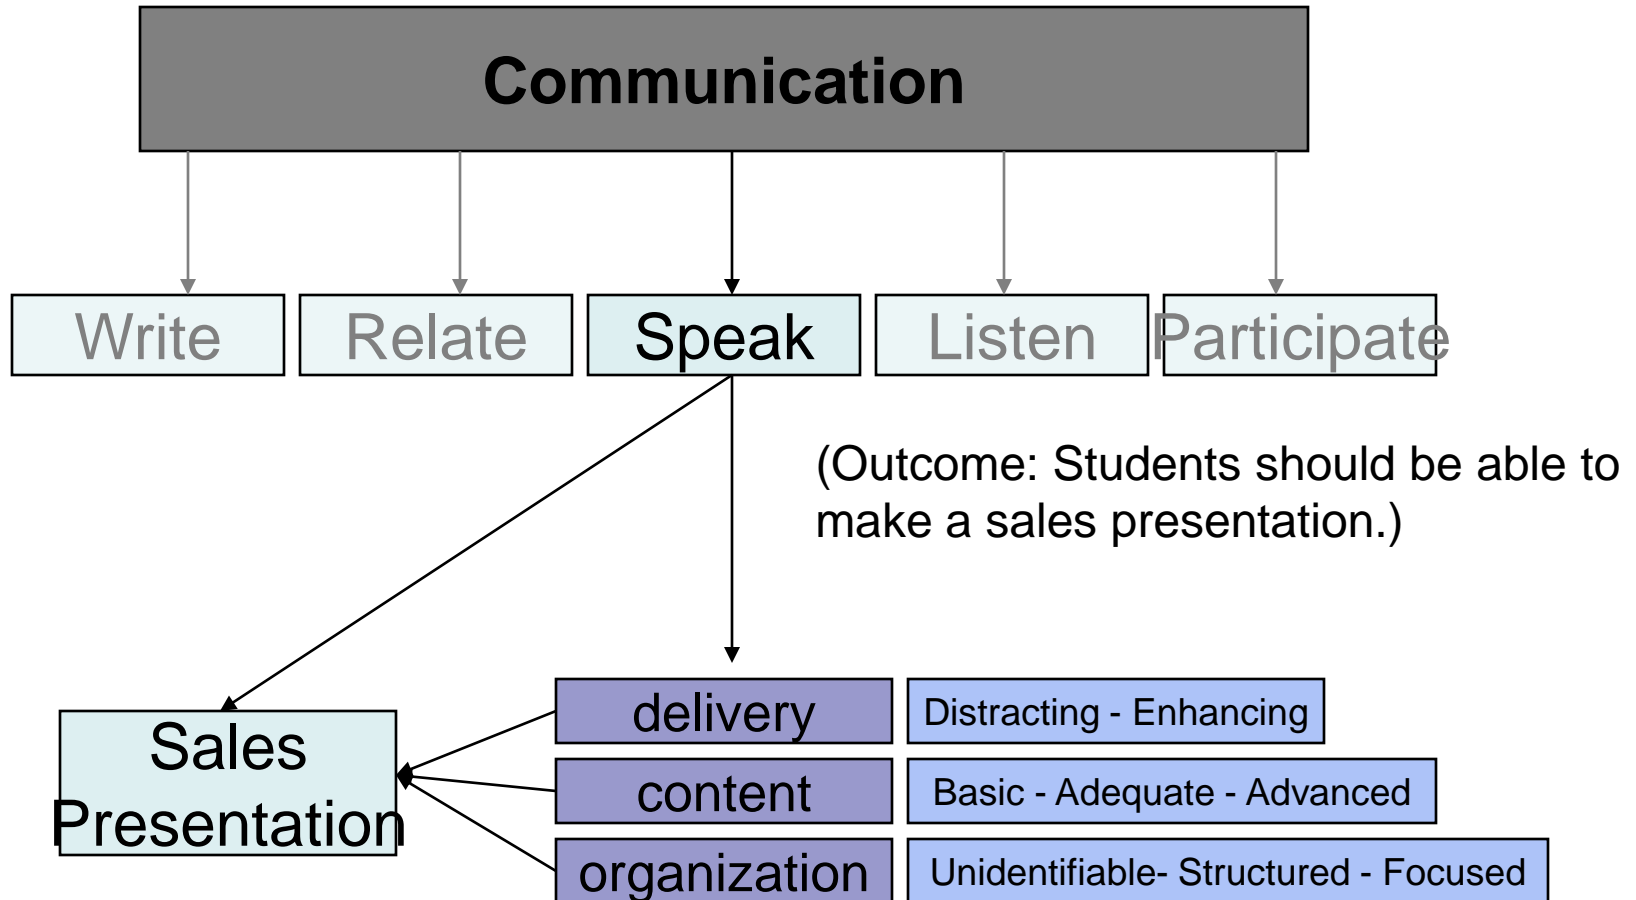 Communication
Write
Relate
Speak
Listen
Participate
(Outcome: Students should be able to
make a sales presentation.)
Sales
Presentation
delivery
Distracting - Enhancing
content
Basic - Adequate - Advanced
organization
Unidentifiable- Structured - Focused